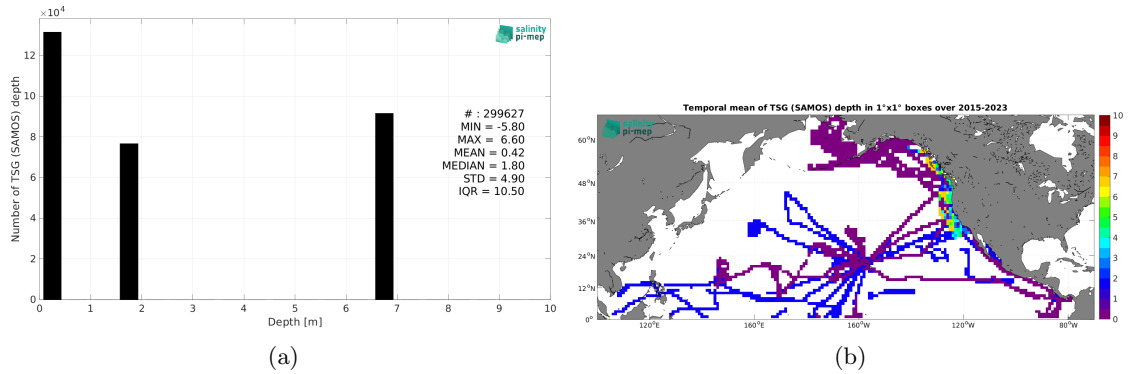 ×10⁴
12
10
8
6
4
2
0
Number of TSG (SAMOS) depth
0 1 2 3 4 5 6 7 8 9 10
Depth [m]
salinity
pi-mep
# : 299627
MIN = -5.80
MAX = 6.60
MEAN = 0.42
MEDIAN = 1.80
STD = 4.90
IQR = 10.50
(a)
Temporal mean of TSG (SAMOS) depth in 1°x1° boxes over 2015-2023
salinity
pi-mep
60°N
48°N
36°N
24°N
12°N
0°
120°E 160°E 160°W 120°W 80°W
10
9
8
7
6
5
4
3
2
1
0
(b)